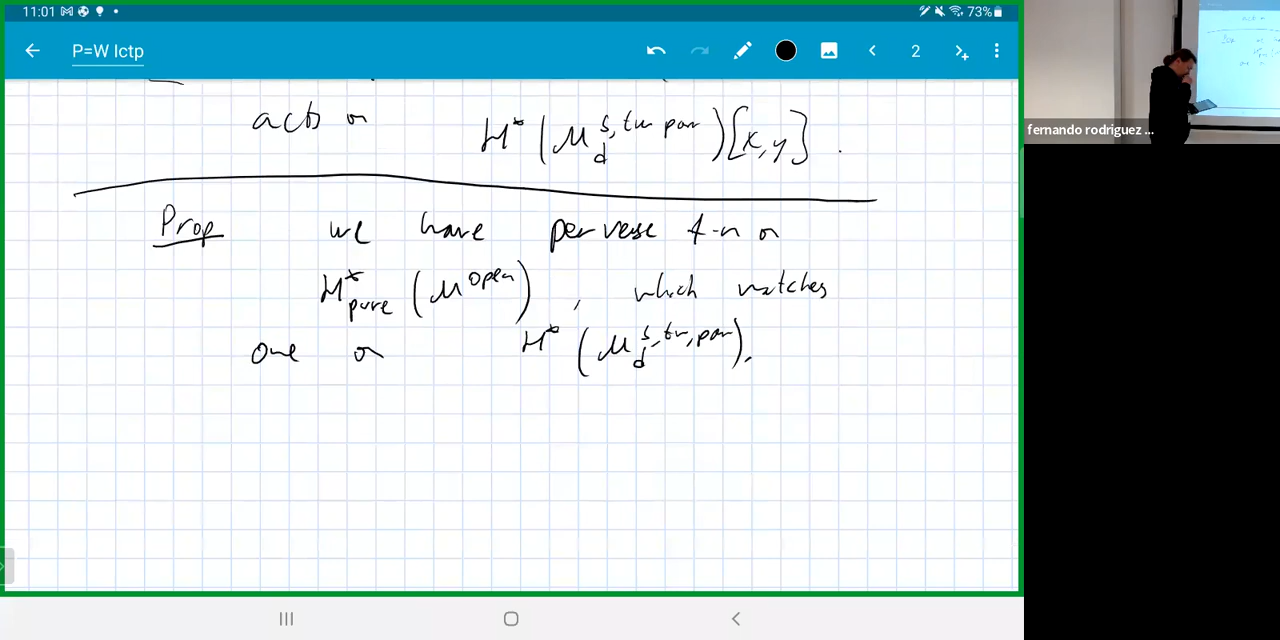 11:01
73%
P=W Ictp
2
acts on H*(M_d^{s,tw par})[x,y].
Prop we have perverse f-n on
H*_{pure}(M^{open}), which matches
one on H*(M_d^{s,tw,par}).
fernando rodriguez ...